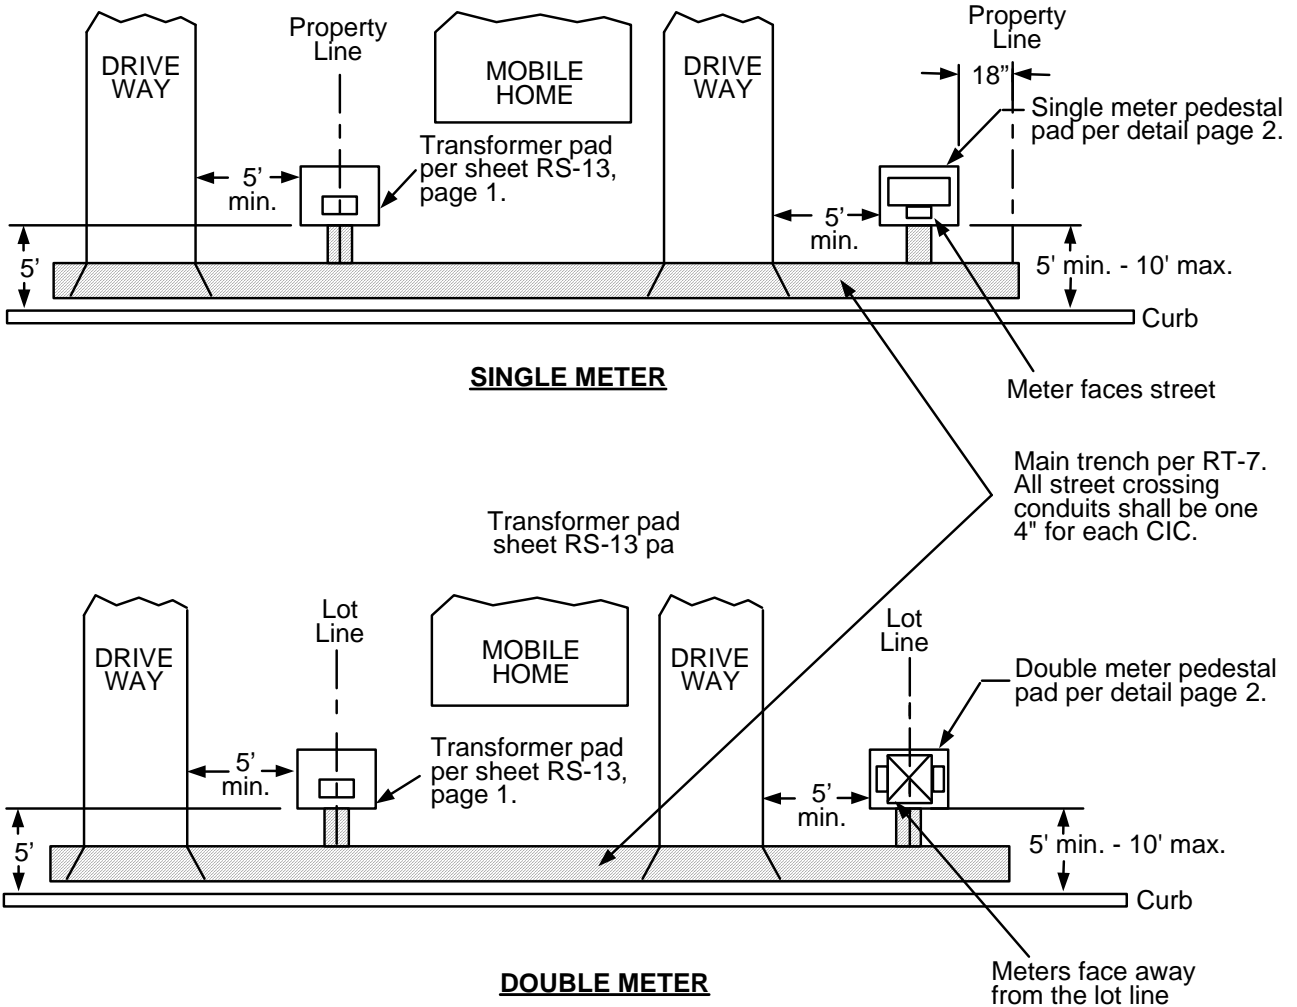 Property
Line
DRIVE
WAY
MOBILE
HOME
DRIVE
WAY
Property
Line
18”
Single meter pedestal
pad per detail page 2.
Transformer pad
per sheet RS-13,
page 1.
5’
min.
5’
min.
5’
5' min. - 10' max.
Curb
SINGLE METER
Meter faces street
Main trench per RT-7.
All street crossing
conduits shall be one
4" for each CIC.
Transformer pad
sheet RS-13 pa
Lot
Line
DRIVE
WAY
MOBILE
HOME
DRIVE
WAY
Lot
Line
Double meter pedestal
pad per detail page 2.
Transformer pad
per sheet RS-13,
page 1.
5’
min.
5’
min.
5’
5' min. - 10' max.
Curb
DOUBLE METER
Meters face away
from the lot line